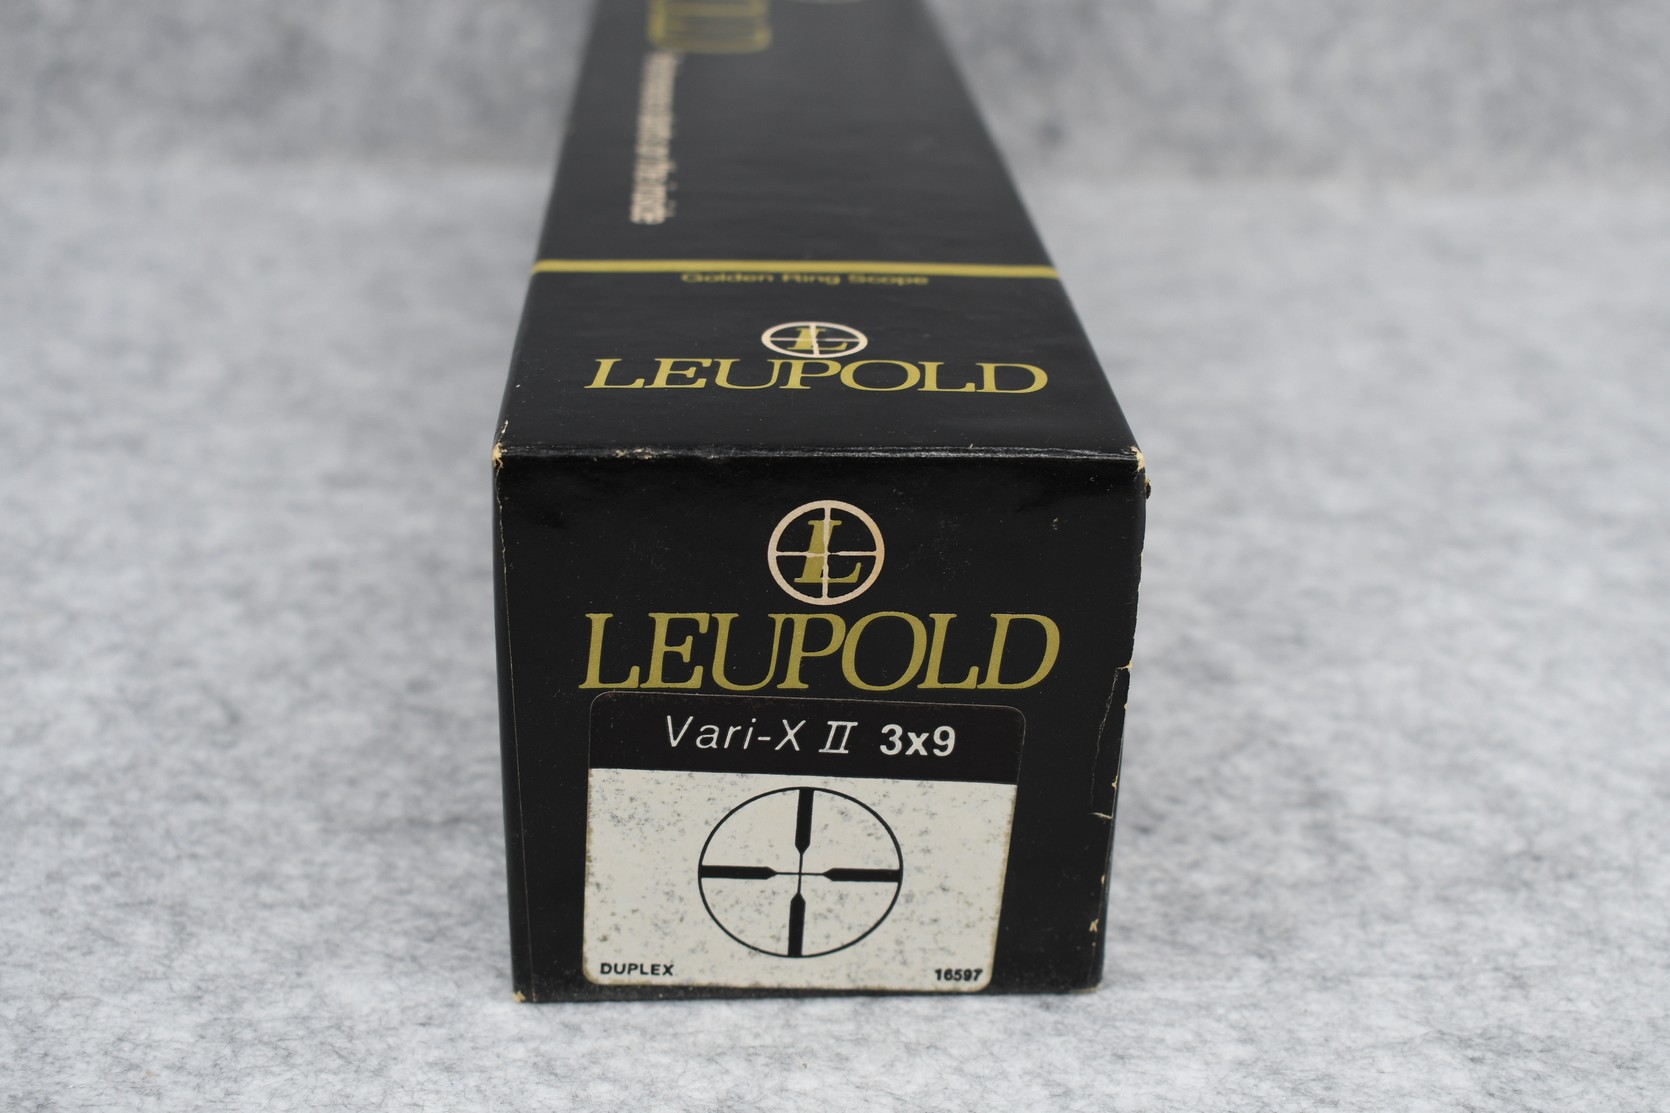 Golden Ring Scope
L
LEUPOLD
L
LEUPOLD
Vari-X II 3x9
DUPLEX 16597